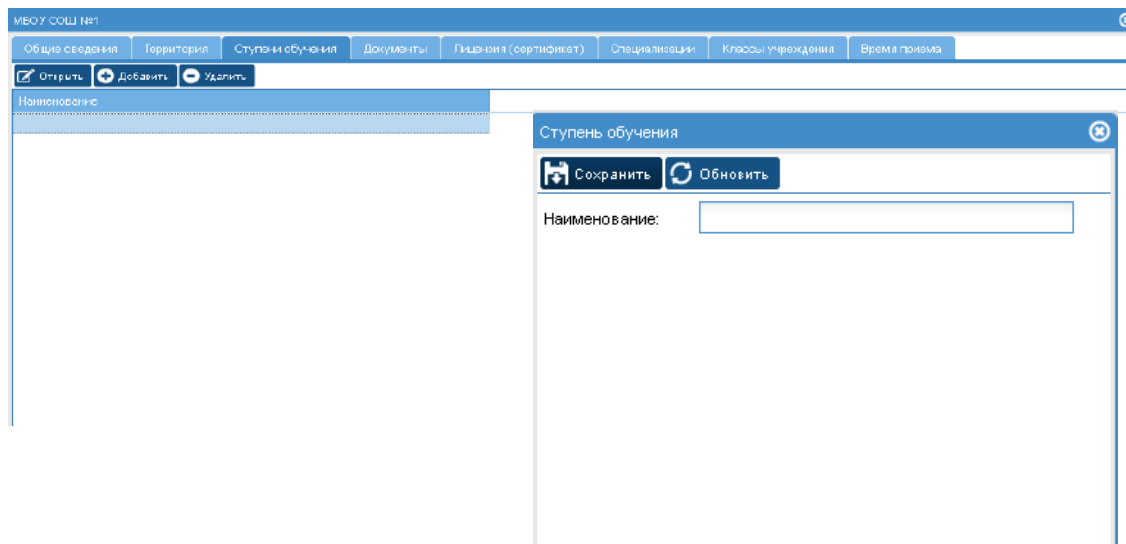 МБОУ СОШ №1
Общие сведения Территория Ступени обучения Документы Лицензия (сертификат) Специализации Классы учреждения Время приема
Открыть Добавить Удалить
Наименование
Ступень обучения
Сохранить Обновить
Наименование: